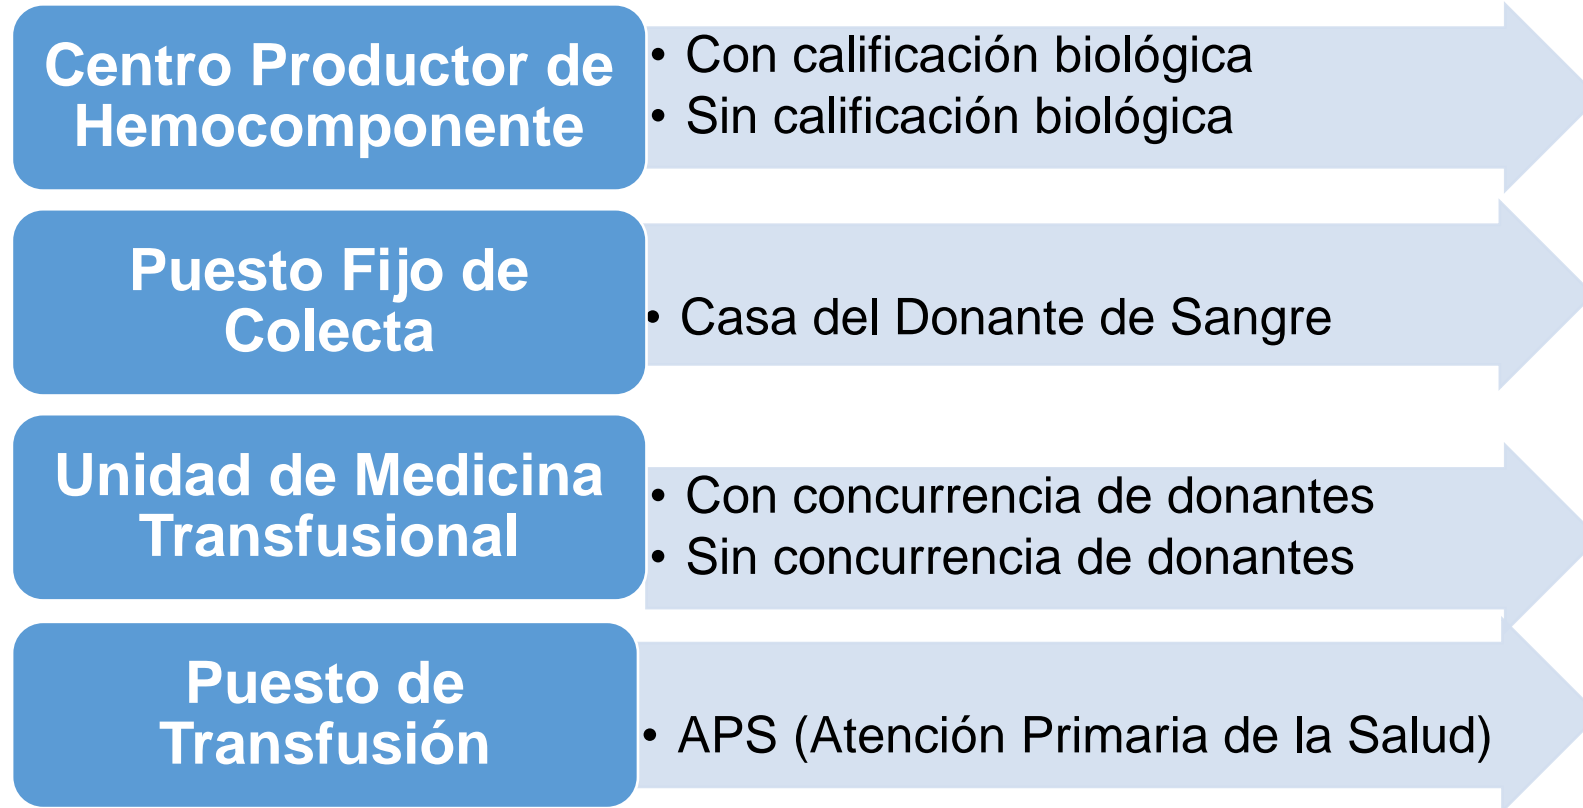 Centro Productor de
Hemocomponente
• Con calificación biológica
• Sin calificación biológica
Puesto Fijo de
Colecta
• Casa del Donante de Sangre
Unidad de Medicina
Transfusional
• Con concurrencia de donantes
• Sin concurrencia de donantes
Puesto de
Transfusión
• APS (Atención Primaria de la Salud)